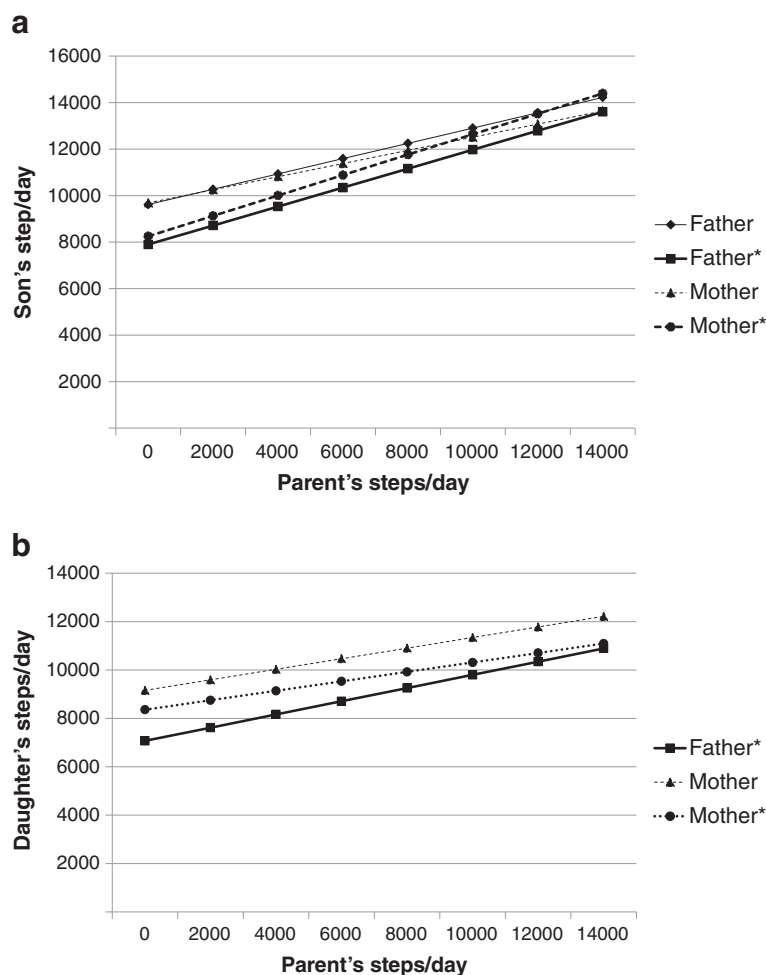 a
16000
14000
12000
10000
8000
6000
4000
2000
Son's step/day
0 2000 4000 6000 8000 10000 12000 14000
Parent's steps/day
Father
Father*
Mother
Mother*
b
14000
12000
10000
8000
6000
4000
2000
Daughter's steps/day
0 2000 4000 6000 8000 10000 12000 14000
Parent's steps/day
Father*
Mother
Mother*